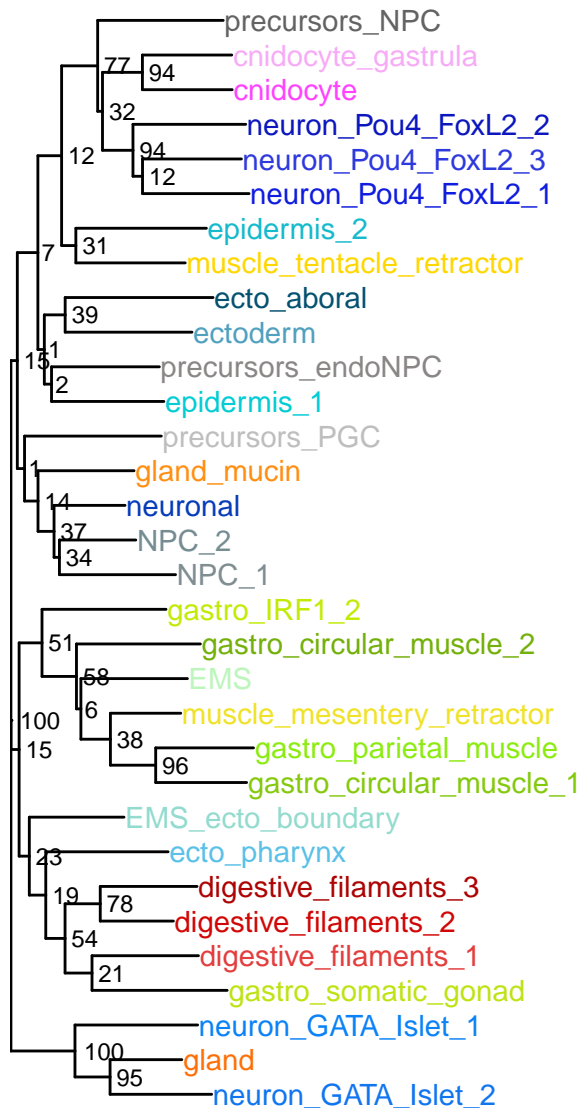 precursors_NPC
cnidocyte_gastrula
77
94
cnidocyte
32
neuron_Pou4_FoxL2_2
12
94
neuron_Pou4_FoxL2_3
12
neuron_Pou4_FoxL2_1
epidermis_2
7
31
muscle_tentacle_retractor
ecto_aboral
39
ectoderm
1
15
precursors_endoNPC
2
epidermis_1
precursors_PGC
1
gland_mucin
14
neuronal
37
NPC_2
34
NPC_1
gastro_IRF1_2
51
gastro_circular_muscle_2
58
EMS
6
muscle_mesentery_retractor
100
38
15
gastro_parietal_muscle
96
gastro_circular_muscle_1
EMS_ecto_boundary
23
ecto_pharynx
19
digestive_filaments_3
78
digestive_filaments_2
54
digestive_filaments_1
21
gastro_somatic_gonad
neuron_GATA_Islet_1
100
gland
95
neuron_GATA_Islet_2